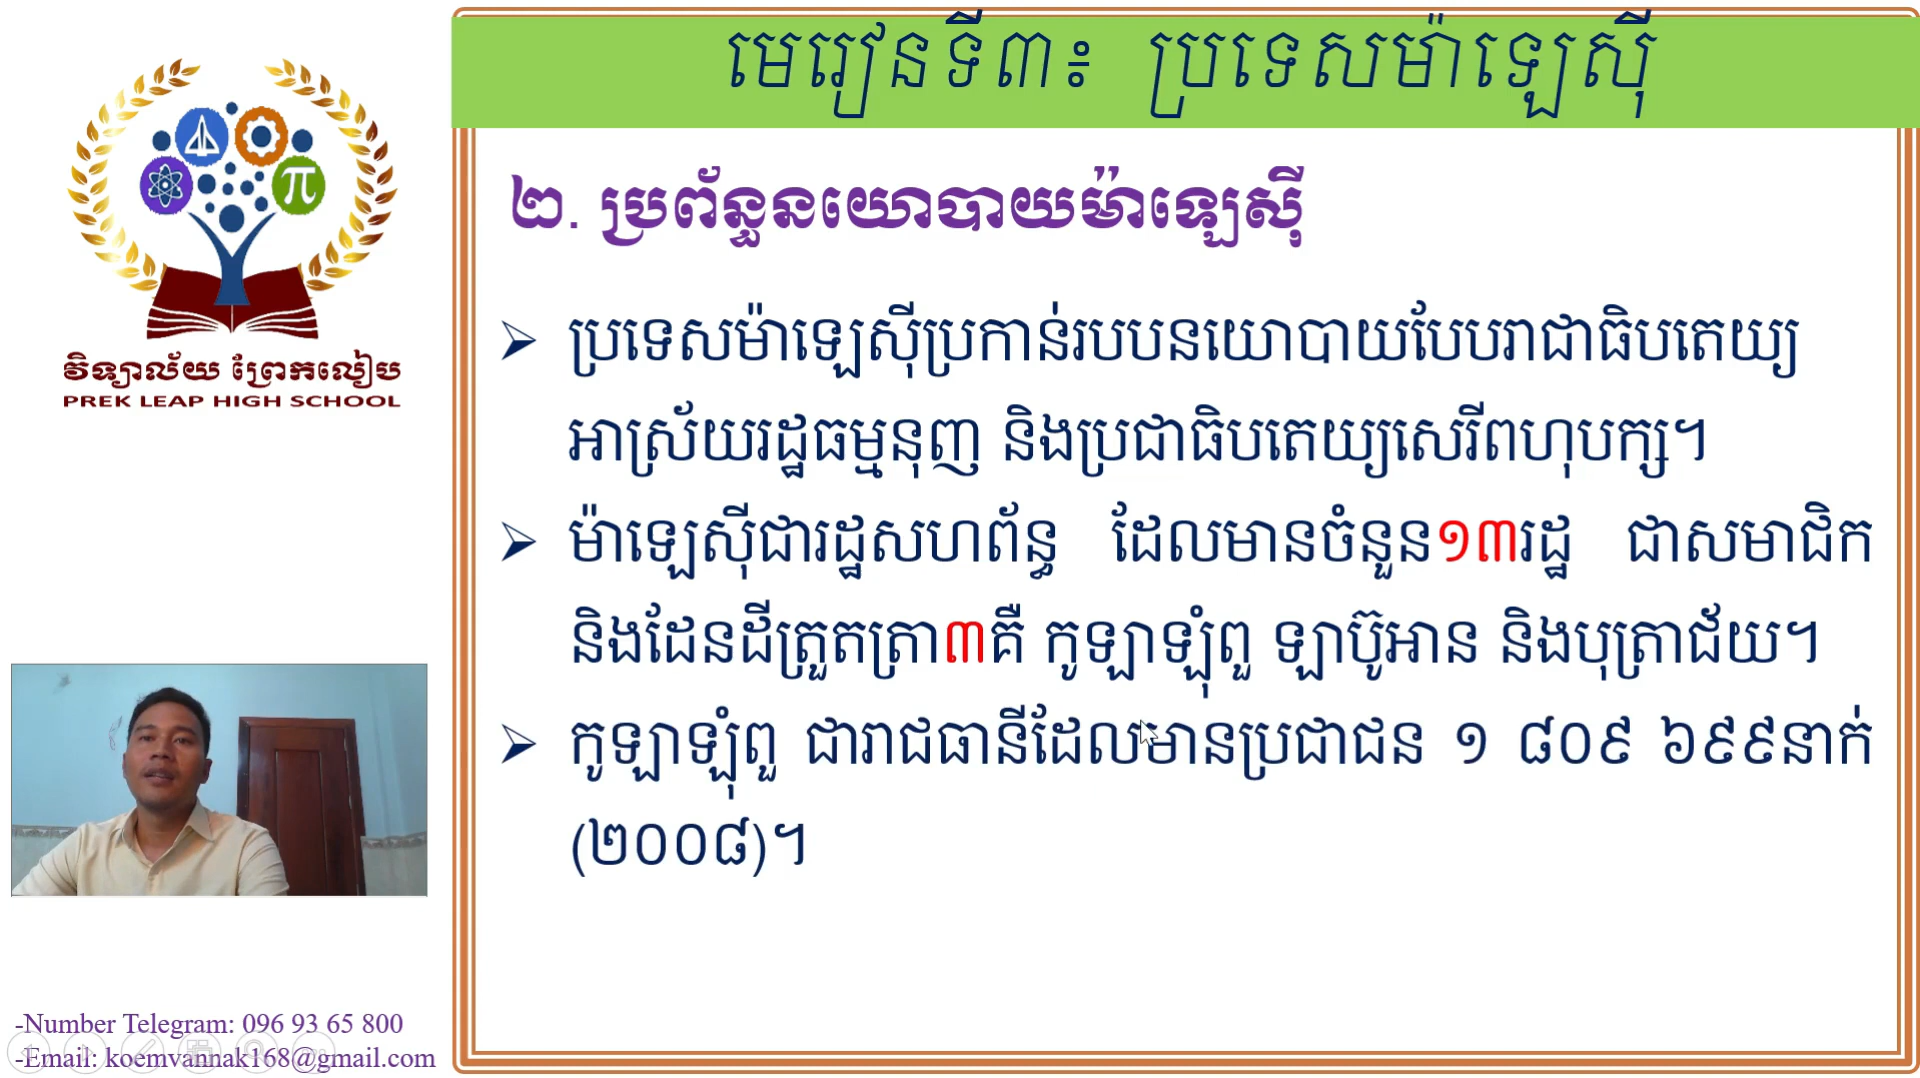 មេរៀនទី៣៖ ប្រទេសម៉ាឡេស៊ី
២. ប្រព័ន្ធនយោបាយម៉ាឡេស៊ី
ប្រទេសម៉ាឡេស៊ីប្រកាន់របបនយោបាយបែបរាជាធិបតេយ្យ
អាស្រ័យរដ្ឋធម្មនុញ និងប្រជាធិបតេយ្យសេរីពហុបក្ស។
ម៉ាឡេស៊ីជារដ្ឋសហព័ន្ធ ដែលមានចំនួន១៣រដ្ឋ ជាសមាជិក
និងដែនដីត្រួតត្រា៣គឺ កូឡាឡុំពួ ឡាប៊ូអាន និងបុត្រាជ័យ។
កូឡាឡុំពួ ជារាជធានីដែលមានប្រជាជន ១ ៨០៩ ៦៩៩នាក់
(២០០៨)។
វិទ្យាល័យ ព្រែកលៀប
PREK LEAP HIGH SCHOOL
-Number Telegram: 096 93 65 800
-Email: koemvannak168@gmail.com